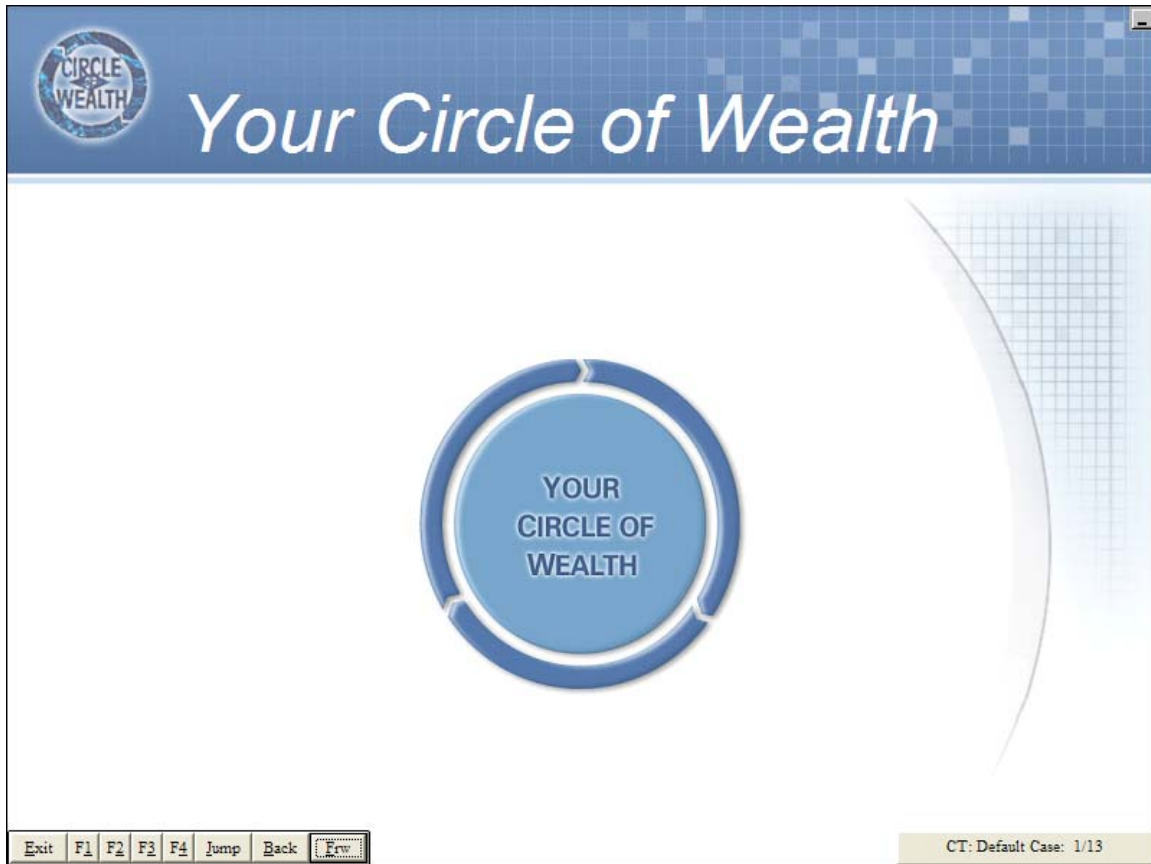 CIRCLE
OF
WEALTH
Your Circle of Wealth
YOUR
CIRCLE OF
WEALTH
Exit F1 F2 F3 F4 Jump Back Frw
CT: Default Case: 1/13